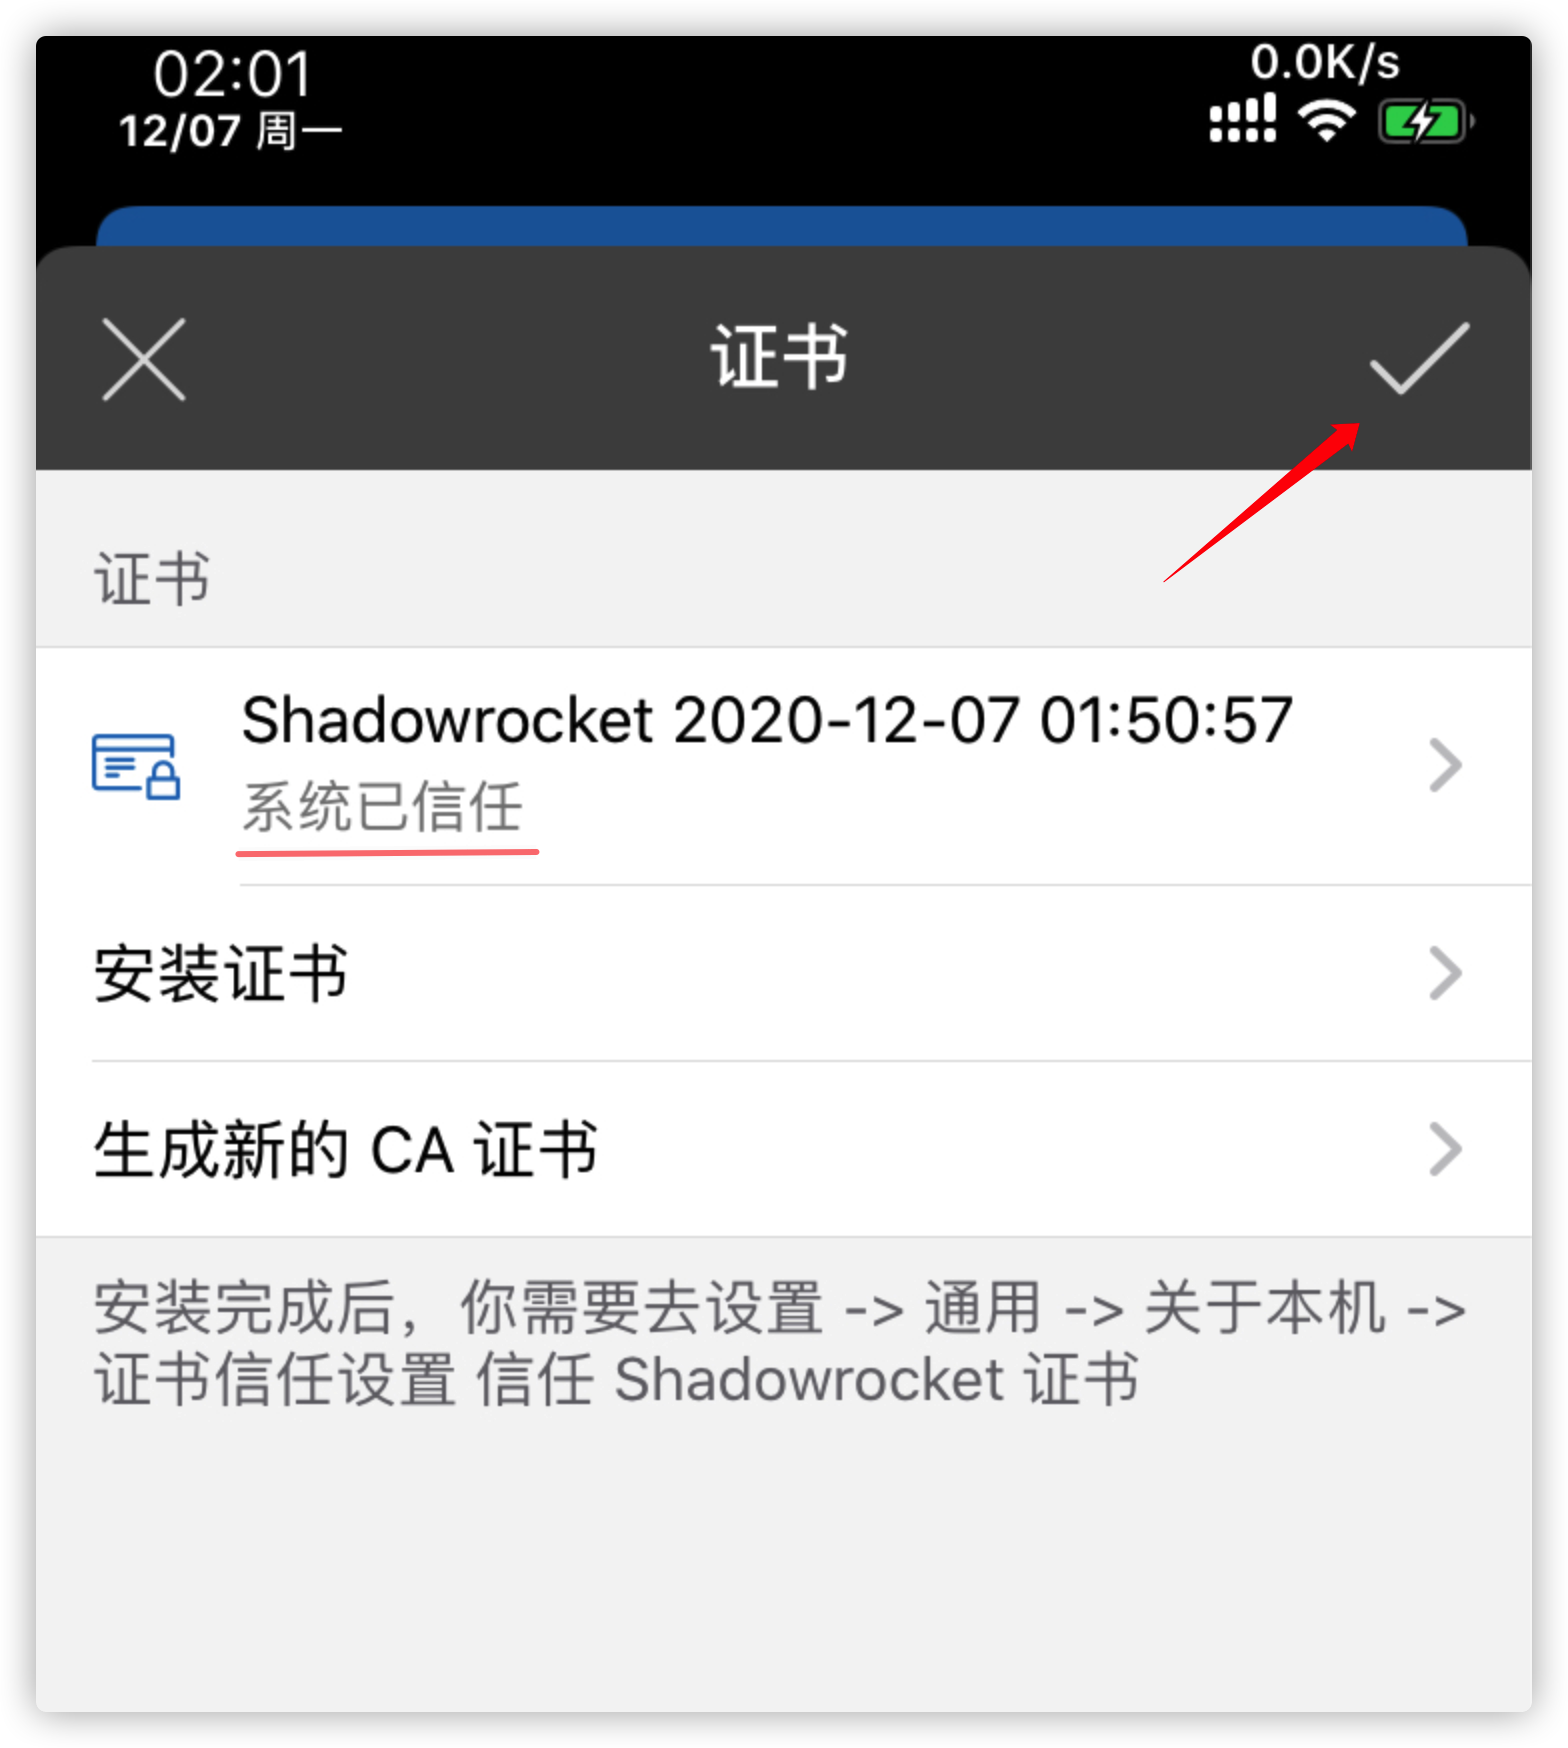 02:01
0.0K/s
12/07 周一
证书
证书
Shadowrocket 2020-12-07 01:50:57
系统已信任
安装证书
生成新的 CA 证书
安装完成后，你需要去设置 -> 通用 -> 关于本机 ->
证书信任设置 信任 Shadowrocket 证书